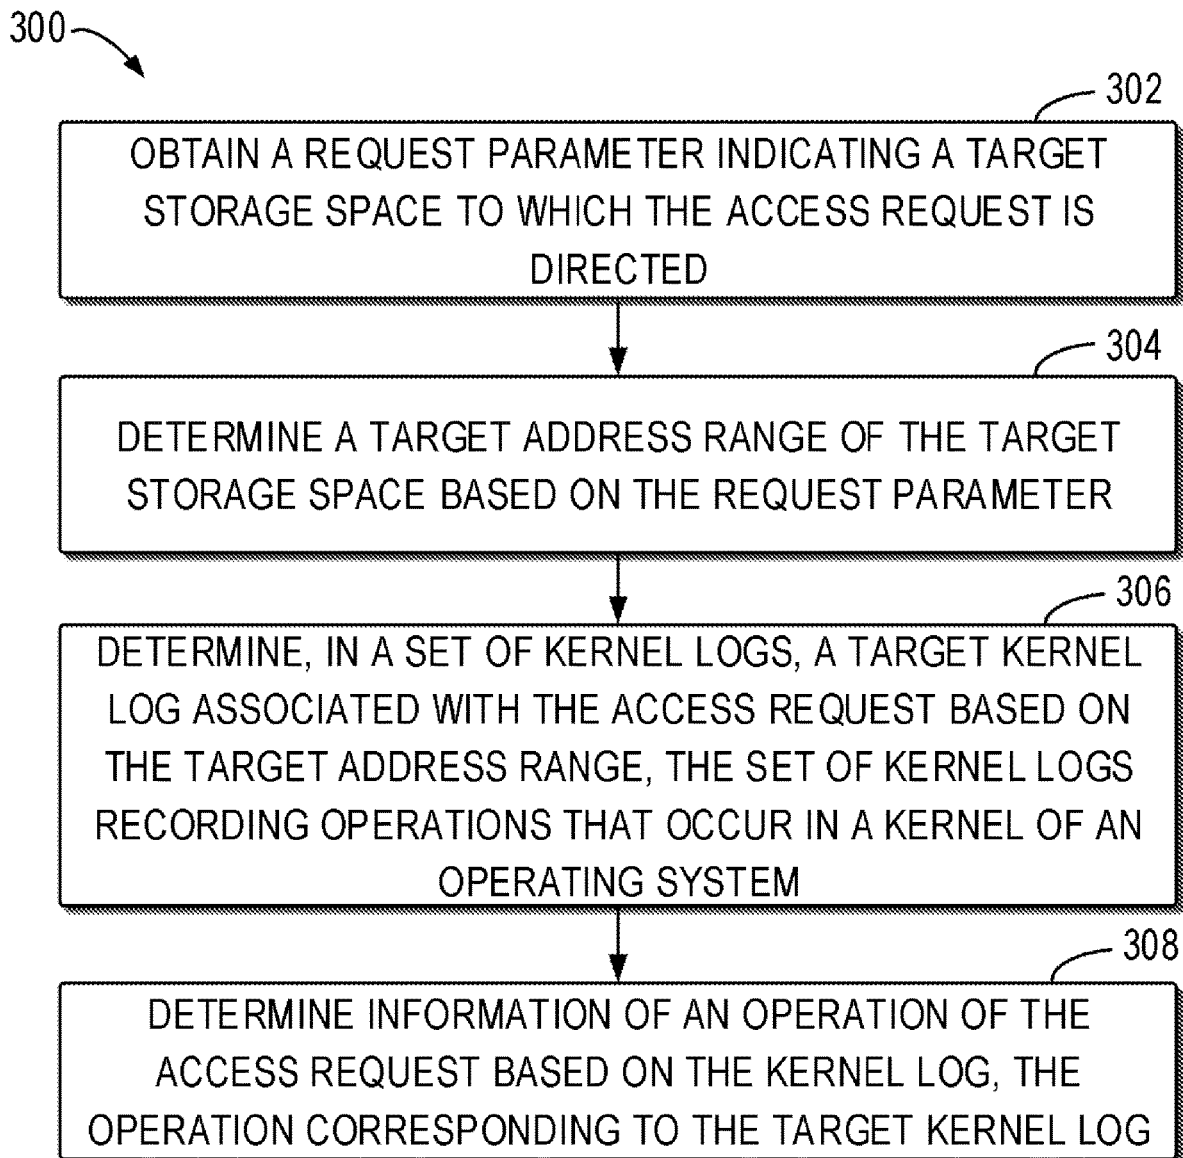 300
302
OBTAIN A REQUEST PARAMETER INDICATING A TARGET
STORAGE SPACE TO WHICH THE ACCESS REQUEST IS
DIRECTED
304
DETERMINE A TARGET ADDRESS RANGE OF THE TARGET
STORAGE SPACE BASED ON THE REQUEST PARAMETER
306
DETERMINE, IN A SET OF KERNEL LOGS, A TARGET KERNEL
LOG ASSOCIATED WITH THE ACCESS REQUEST BASED ON
THE TARGET ADDRESS RANGE, THE SET OF KERNEL LOGS
RECORDING OPERATIONS THAT OCCUR IN A KERNEL OF AN
OPERATING SYSTEM
308
DETERMINE INFORMATION OF AN OPERATION OF THE
ACCESS REQUEST BASED ON THE KERNEL LOG, THE
OPERATION CORRESPONDING TO THE TARGET KERNEL LOG